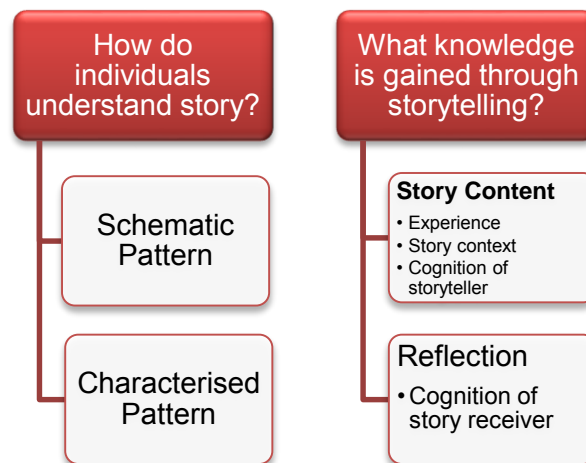 How do
individuals
understand story?
Schematic
Pattern
Characterised
Pattern
What knowledge
is gained through
storytelling?
Story Content
• Experience
• Story context
• Cognition of
storyteller
Reflection
• Cognition of
story receiver